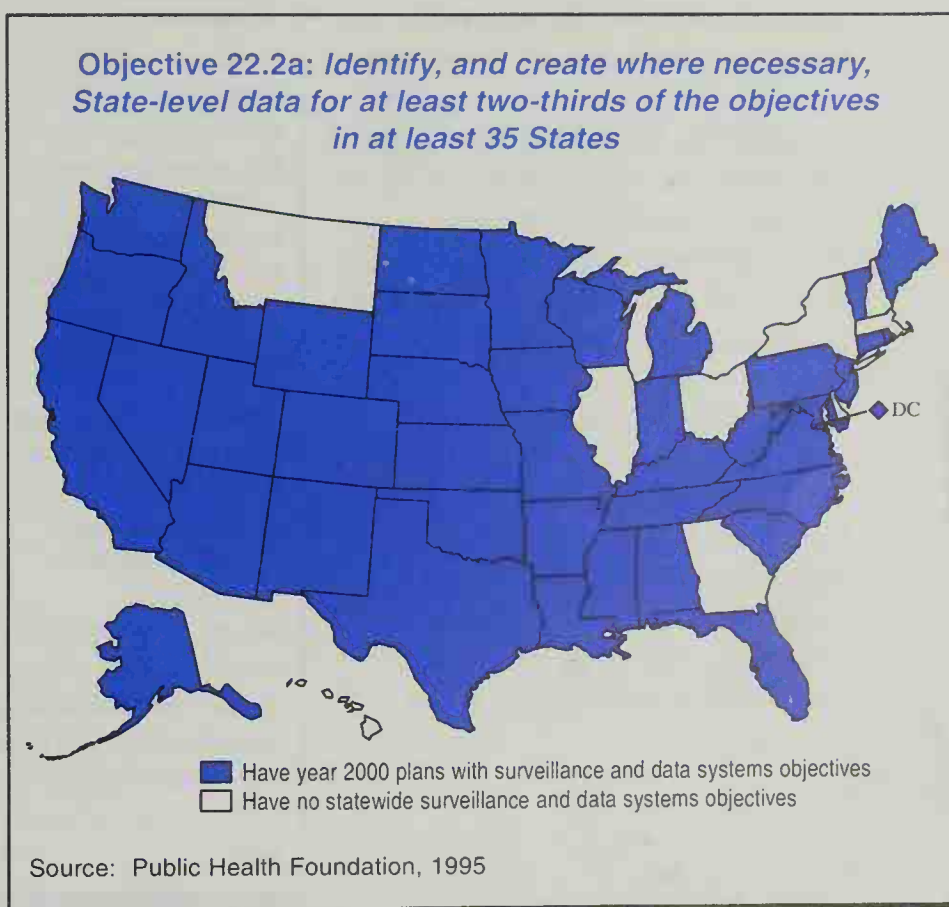 Objective 22.2a: Identify, and create where necessary,
State-level data for at least two-thirds of the objectives
in at least 35 States
DC
Have year 2000 plans with surveillance and data systems objectives
Have no statewide surveillance and data systems objectives
Source: Public Health Foundation, 1995